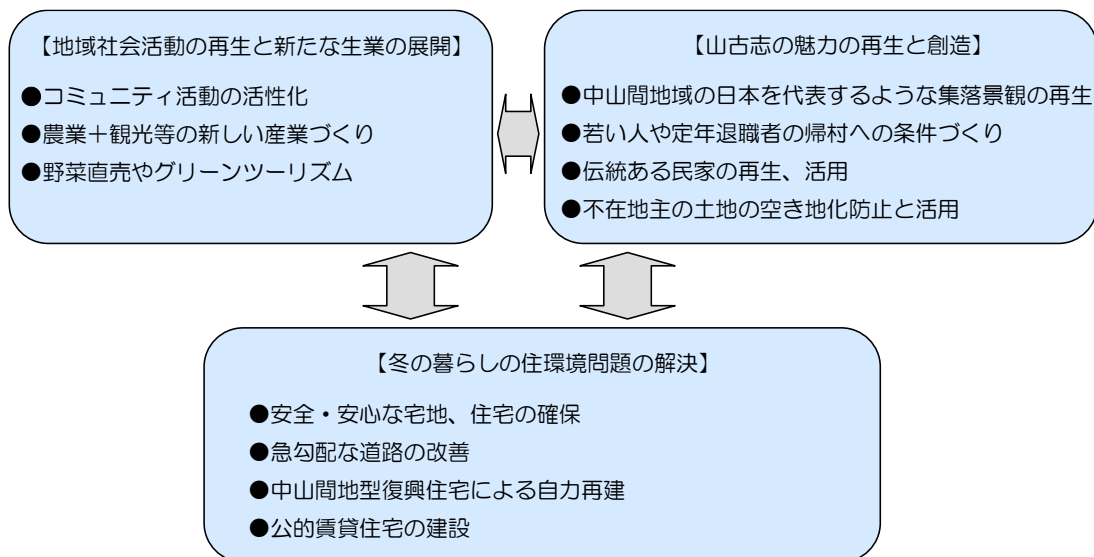 【地域社会活動の再生と新たな生業の展開】
●コミュニティ活動の活性化
●農業＋観光等の新しい産業づくり
●野菜直売やグリーンツーリズム
【山古志の魅力の再生と創造】
●中山間地域の日本を代表するような集落景観の再生
●若い人や定年退職者の帰村への条件づくり
●伝統ある民家の再生、活用
●不在地主の土地の空き地化防止と活用
【冬の暮らしの住環境問題の解決】
●安全・安心な宅地、住宅の確保
●急勾配な道路の改善
●中山間地型復興住宅による自力再建
●公的賃貸住宅の建設